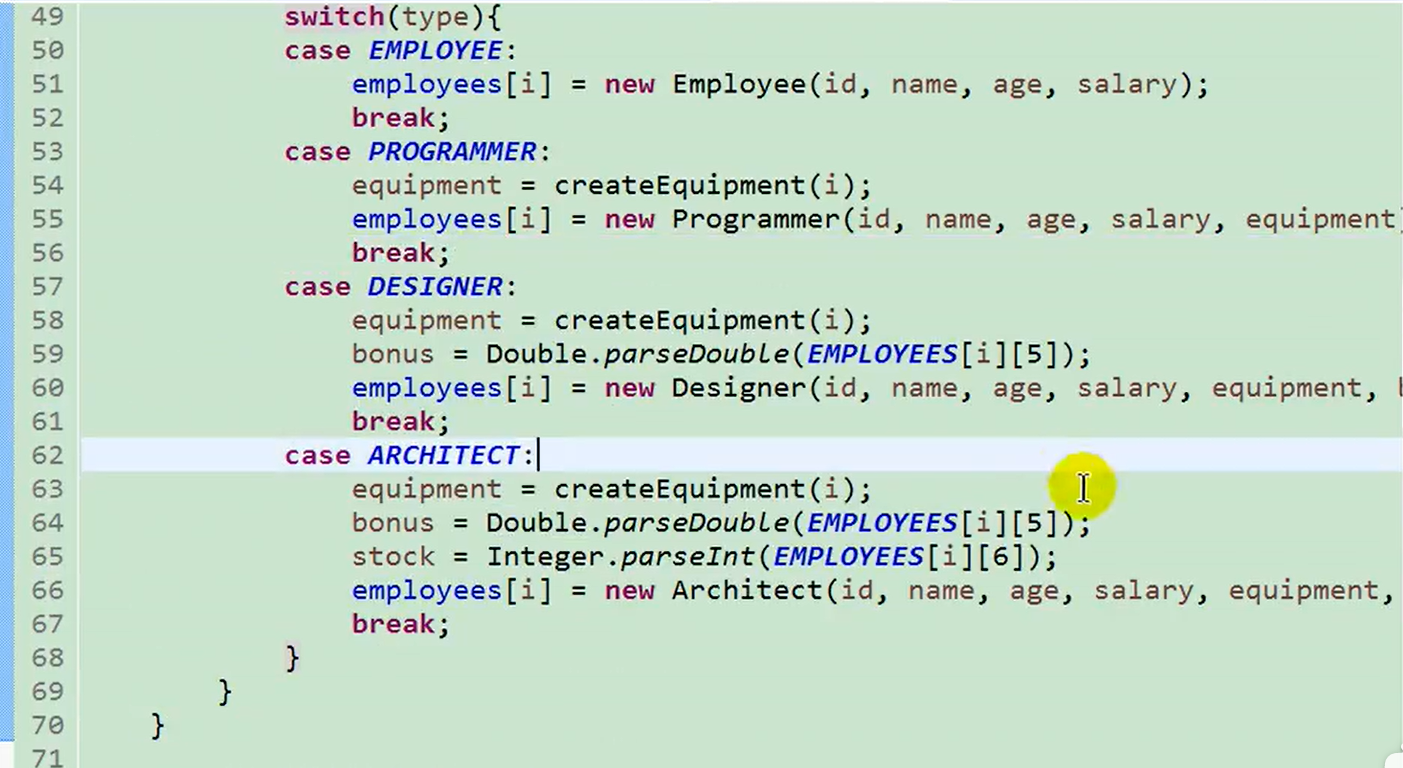 49 switch(type){
50 case EMPLOYEE:
51 employees[i] = new Employee(id, name, age, salary);
52 break;
53 case PROGRAMMER:
54 equipment = createEquipment(i);
55 employees[i] = new Programmer(id, name, age, salary, equipment)
56 break;
57 case DESIGNER:
58 equipment = createEquipment(i);
59 bonus = Double.parseDouble(EMPLOYEES[i][5]);
60 employees[i] = new Designer(id, name, age, salary, equipment,
61 break;
62 case ARCHITECT:
63 equipment = createEquipment(i);
64 bonus = Double.parseDouble(EMPLOYEES[i][5]);
65 stock = Integer.parseInt(EMPLOYEES[i][6]);
66 employees[i] = new Architect(id, name, age, salary, equipment,
67 break;
68 }
69 }
70 }
71